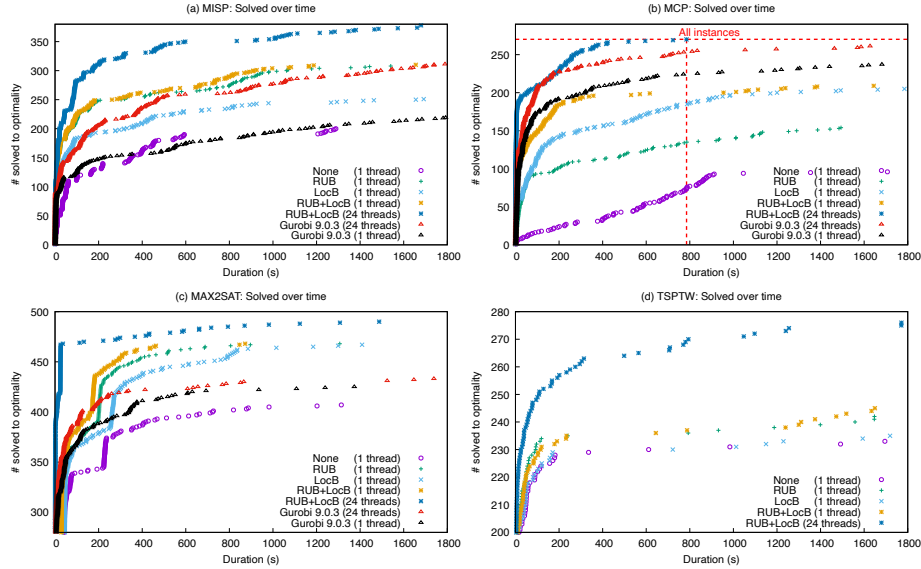 (a) MISP: Solved over time
# solved to optimality
350
300
250
200
150
100
50
0
None (1 thread)
RUB (1 thread)
LocB (1 thread)
RUB+LocB (1 thread)
RUB+LocB (24 threads)
Gurobi 9.0.3 (24 threads)
Gurobi 9.0.3 (1 thread)
0 200 400 600 800 1000 1200 1400 1600 1800
Duration (s)
(b) MCP: Solved over time
All instances
# solved to optimality
250
200
150
100
50
0
None (1 thread)
RUB (1 thread)
LocB (1 thread)
RUB+LocB (1 thread)
RUB+LocB (24 threads)
Gurobi 9.0.3 (24 threads)
Gurobi 9.0.3 (1 thread)
0 200 400 600 800 1000 1200 1400 1600 1800
Duration (s)
(c) MAX2SAT: Solved over time
# solved to optimality
500
450
400
350
300
None (1 thread)
RUB (1 thread)
LocB (1 thread)
RUB+LocB (1 thread)
RUB+LocB (24 threads)
Gurobi 9.0.3 (24 threads)
Gurobi 9.0.3 (1 thread)
0 200 400 600 800 1000 1200 1400 1600 1800
Duration (s)
(d) TSPTW: Solved over time
# solved to optimality
280
270
260
250
240
230
220
210
200
None (1 thread)
RUB (1 thread)
LocB (1 thread)
RUB+LocB (1 thread)
RUB+LocB (24 threads)
0 200 400 600 800 1000 1200 1400 1600 1800
Duration (s)